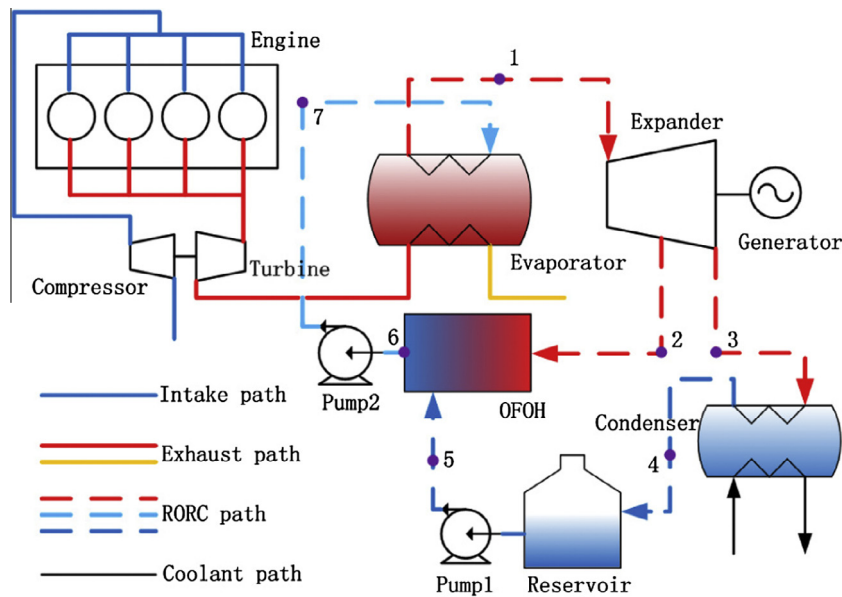 Engine
1
7
Expander
Generator
Evaporator
Turbine
Compressor
6
2
3
Pump2
OFOH
Intake path
Condenser
Exhaust path
5
4
RORC path
Coolant path
Pump1
Reservoir